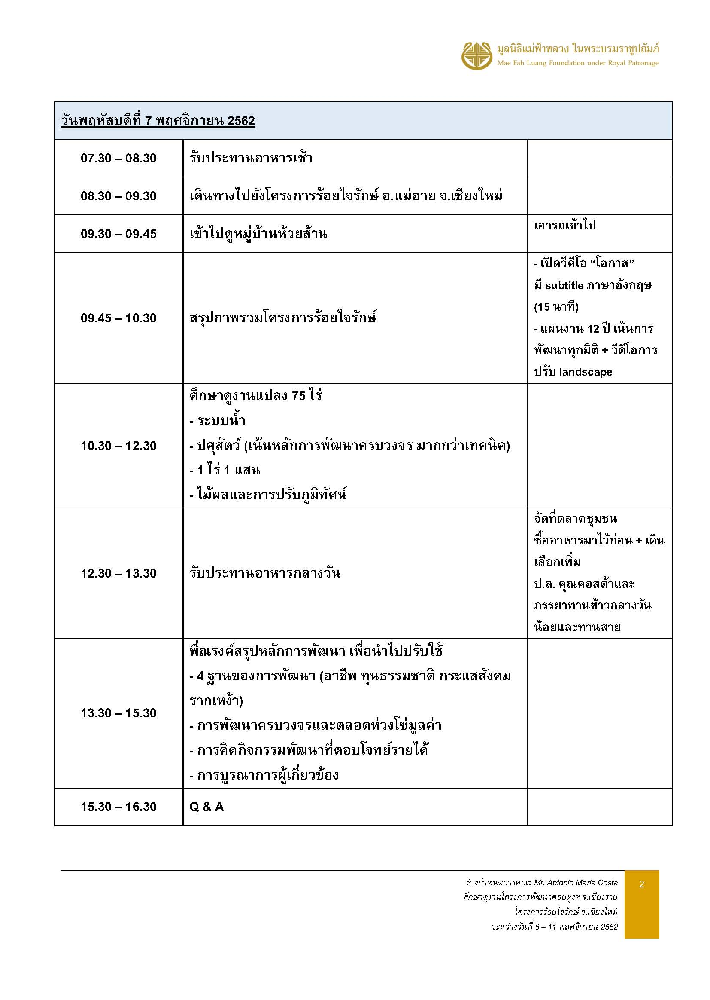 มูลนิธิแม่ฟ้าหลวง ในพระบรมราชูปถัมภ์
Mae Fah Luang Foundation under Royal Patronage
วันพฤหัสบดีที่ 7 พฤศจิกายน 2562
07.30 – 08.30
รับประทานอาหารเช้า
08.30 – 09.30
เดินทางไปยังโครงการร้อยใจรักษ์ อ.แม่อาย จ.เชียงใหม่
09.30 – 09.45
เข้าไปดูหมู่บ้านห้วยส้าน
เอารถเข้าไป
09.45 – 10.30
สรุปภาพรวมโครงการร้อยใจรักษ์
- เปิดวีดีโอ “โอกาส”
มี subtitle ภาษาอังกฤษ
(15 นาที)
- แผนงาน 12 ปี เน้นการ
พัฒนาทุกมิติ + วีดีโอการ
ปรับ landscape
10.30 – 12.30
ศึกษาดูงานแปลง 75 ไร่
- ระบบน้ำ
- ปศุสัตว์ (เน้นหลักการพัฒนาครบวงจร มากกว่าเทคนิค)
- 1 ไร่ 1 แสน
- ไม้ผลและการปรับภูมิทัศน์
12.30 – 13.30
รับประทานอาหารกลางวัน
จัดที่ตลาดชุมชน
ซื้ออาหารมาไว้ก่อน + เดิน
เลือกเพิ่ม
ป.ล. คุณคอสต้าและ
ภรรยาทานข้าวกลางวัน
น้อยและทานสาย
13.30 – 15.30
พี่ณรงค์สรุปหลักการพัฒนา เพื่อนำไปปรับใช้
- 4 ฐานของการพัฒนา (อาชีพ ทุนธรรมชาติ กระแสสังคม
รากเหง้า)
- การพัฒนาครบวงจรและตลอดห่วงโซ่มูลค่า
- การคิดกิจกรรมพัฒนาที่ตอบโจทย์รายได้
- การบูรณาการผู้เกี่ยวข้อง
15.30 – 16.30
Q & A
ร่างกำหนดการคณะ Mr. Antonio Maria Costa
ศึกษาดูงานโครงการพัฒนาดอยตุงฯ จ.เชียงราย
โครงการร้อยใจรักษ์ จ.เชียงใหม่
ระหว่างวันที่ 6 – 11 พฤศจิกายน 2562
2